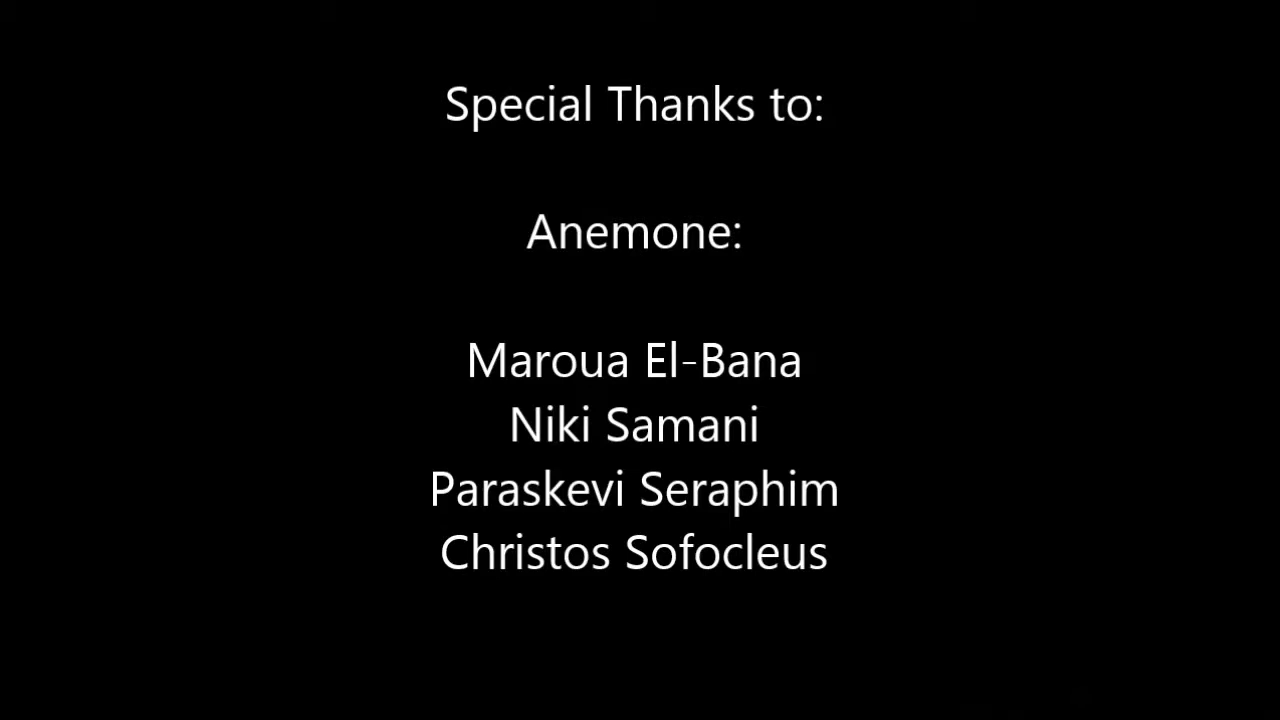 Special Thanks to:
Anemone:
Maroua El-Bana
Niki Samani
Paraskevi Seraphim
Christos Sofocleus